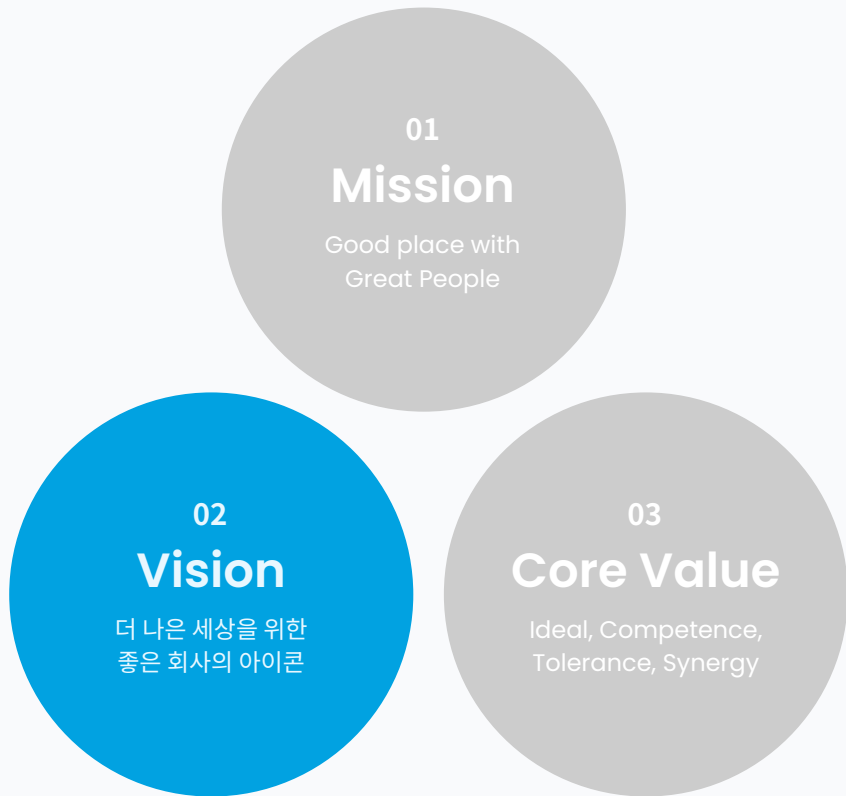 01
Mission
Good place with
Great People
02
Vision
더 나은 세상을 위한
좋은 회사의 아이콘
03
Core Value
Ideal, Competence,
Tolerance, Synergy